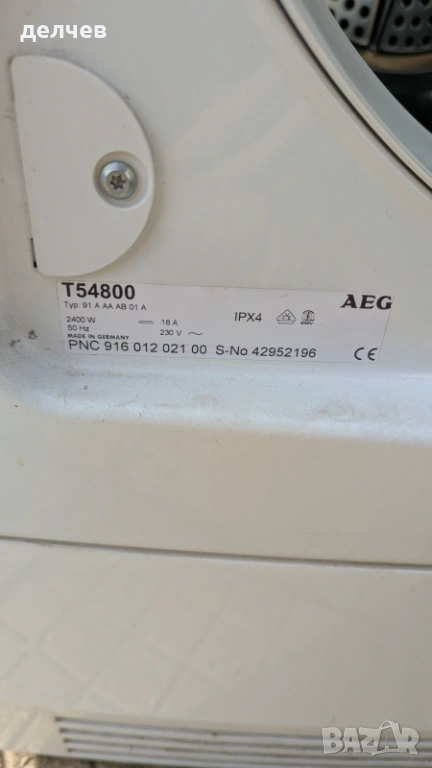 делчев
T54800
AEG
Typ: 91 A AA AB 01 A
2400 W 16 A IPX4
50 Hz 230 V ~
MADE IN GERMANY
PNC 916 012 021 00 S-No 42952196 CE
BAZAR